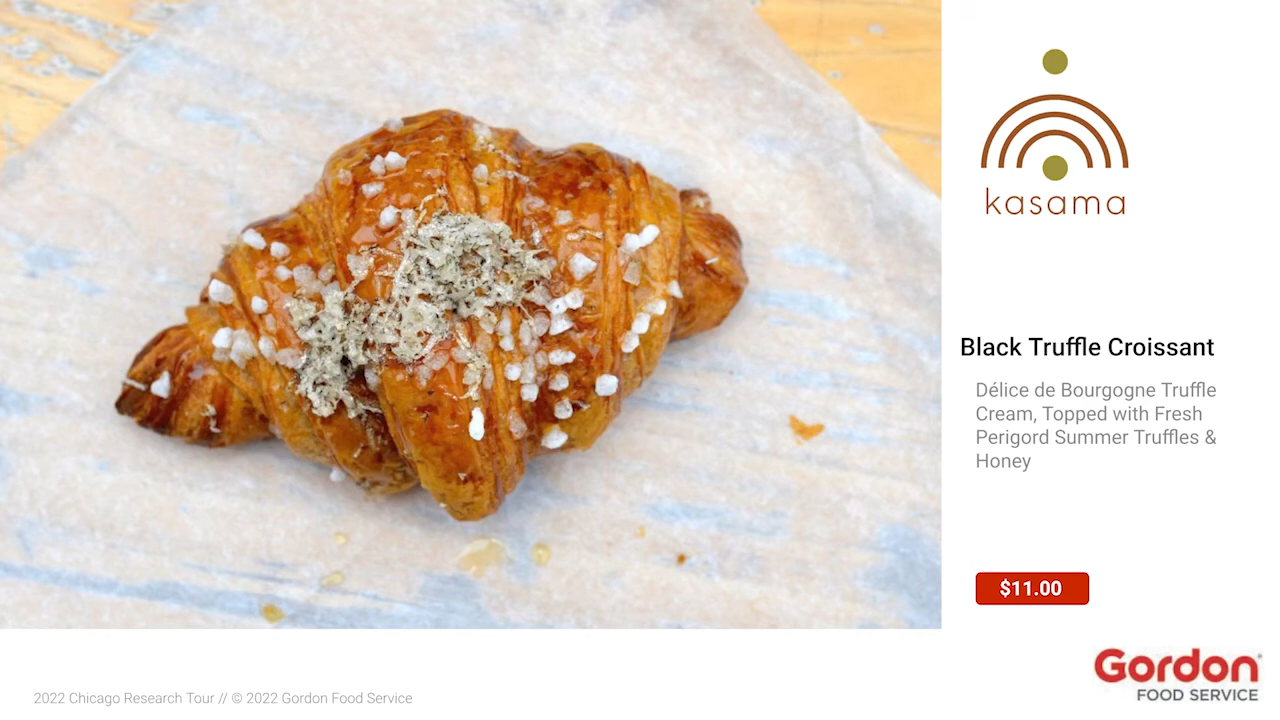 kasama
Black Truffle Croissant
Délice de Bourgogne Truffle
Cream, Topped with Fresh
Perigord Summer Truffles &
Honey
$11.00
Gordon
FOOD SERVICE
2022 Chicago Research Tour // © 2022 Gordon Food Service